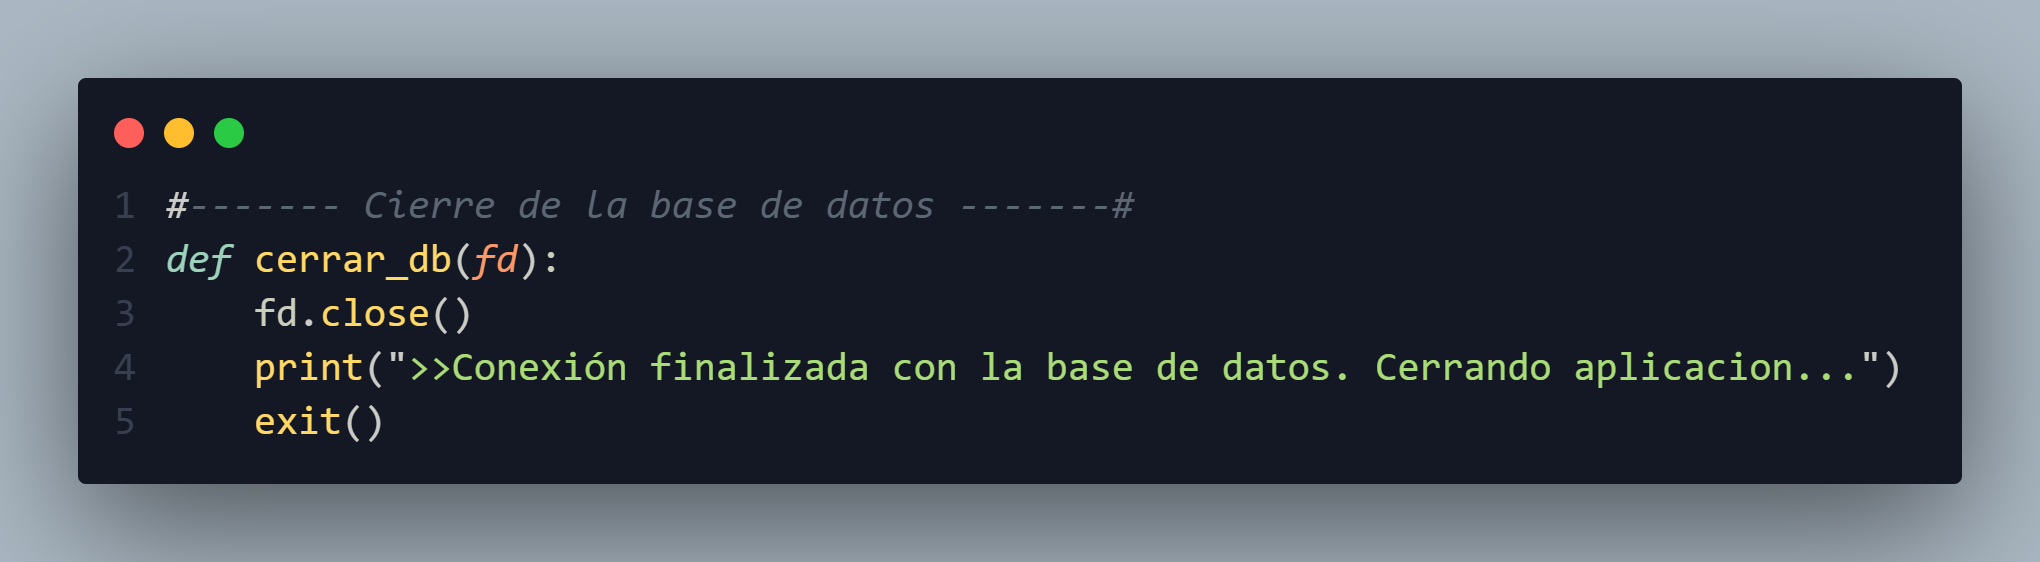 1 #------- Cierre de la base de datos -------#
2 def cerrar_db(fd):
3     fd.close()
4     print(">>Conexión finalizada con la base de datos. Cerrando aplicacion...")
5     exit()